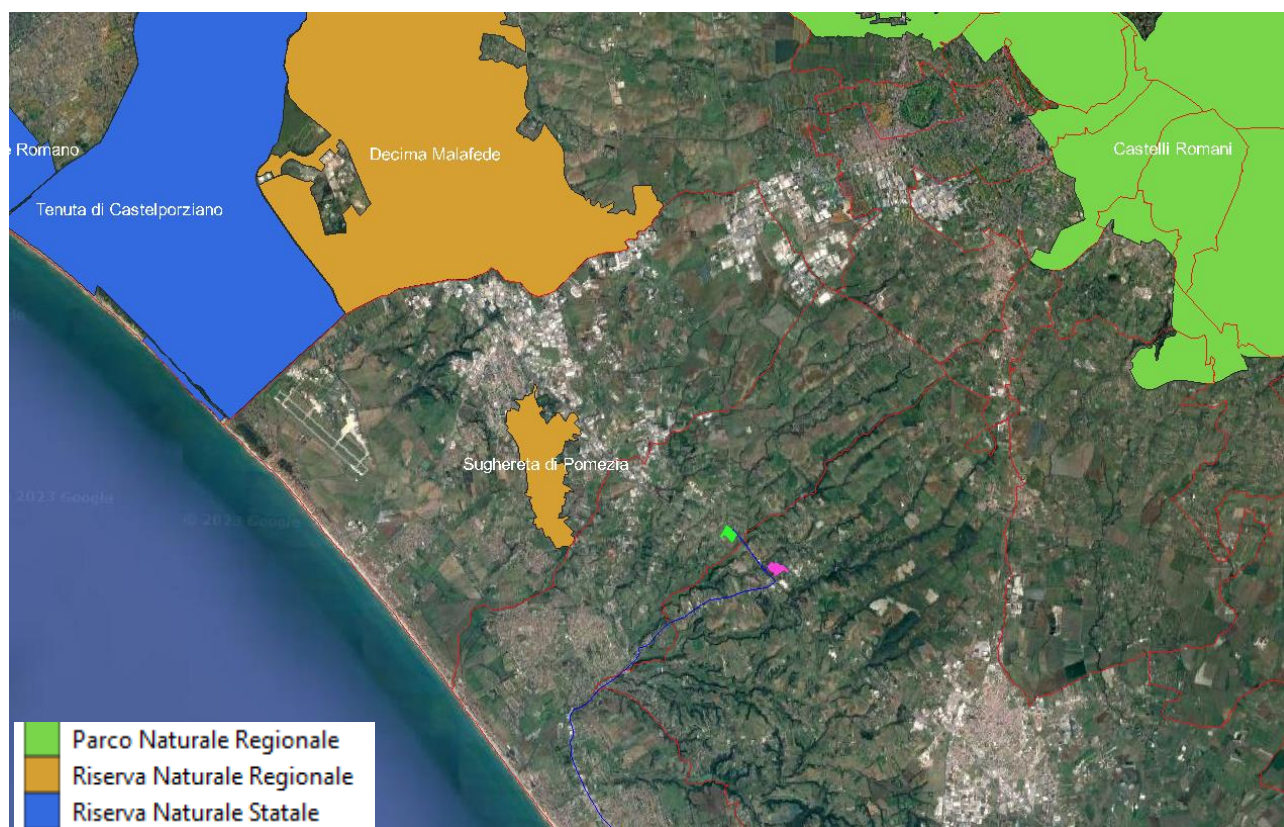 e Romano
Decima Malafede
Castelli Romani
Tenuta di Castelporziano
Sughereta di Pomezia
2023 Google
© 2023 Google
Parco Naturale Regionale
Riserva Naturale Regionale
Riserva Naturale Statale